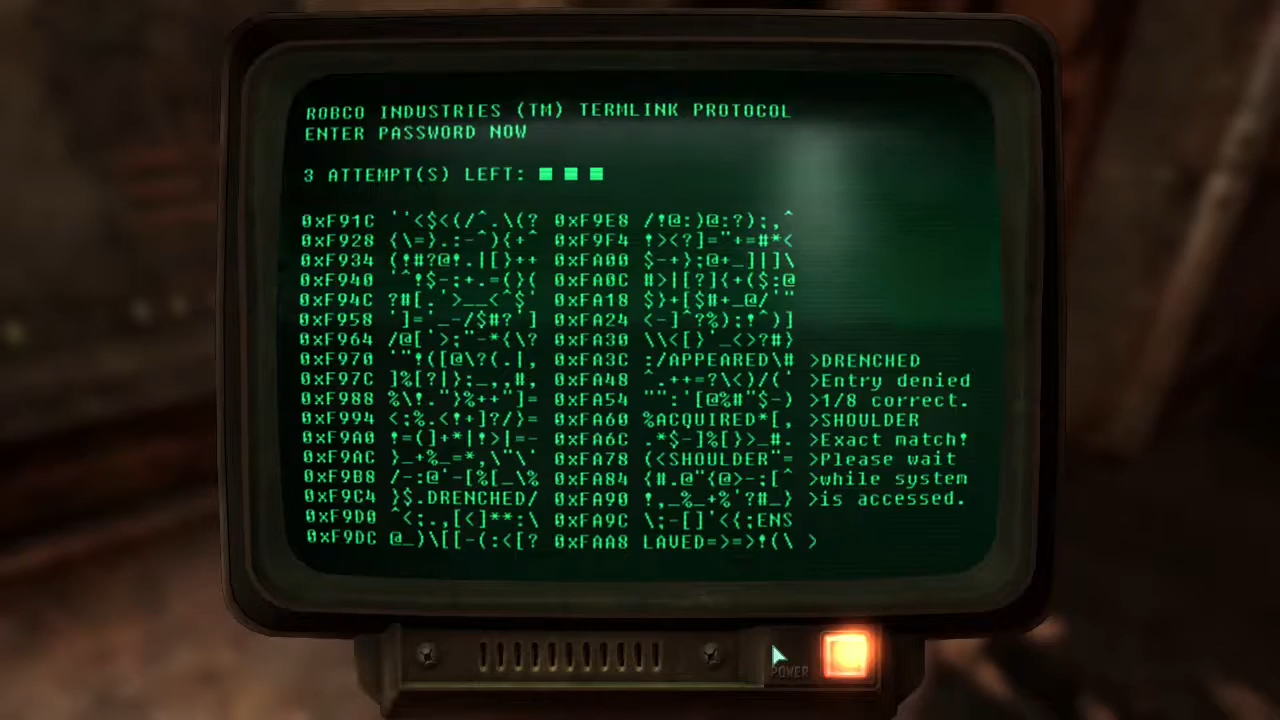 ROBCO INDUSTRIES (TM) TERMLINK PROTOCOL
ENTER PASSWORD NOW
3 ATTEMPT(S) LEFT:
0xF91C ''<$<((/^.\(? 0xF9E8 /!@:)@:?);,^
0xF928 {\=}.:-^){+^ 0xF9F4 !><?]="+=#*<
0xF934 (!#?@!.|[}++ 0xFA00 $-+};@+_]|]\
0xF940 '^!$-;+.=(}( 0xFA0C #>|[?]{+($:@
0xF94C ?#[.'>__<^$' 0xFA18 $}+[$#+_@/'"
0xF958 ']='_-/$#?'] 0xFA24 <-]^?%);!^)]
0xF964 /@['>;"-*{\? 0xFA30 \\<[}'_<>?#}
0xF970 '"!([@\?(.|, 0xFA3C :/APPEARED\# >DRENCHED
0xF97C ]%[?|};_,,#, 0xFA48 ^.++=?\<)/(' >Entry denied
0xF988 %\!."}%++"]= 0xFA54 "":'[@%#"$-) >1/8 correct.
0xF994 <:%.<!+]?/}= 0xFA60 %ACQUIRED*[, >SHOULDER
0xF9A0 !=(]+*|!>|=- 0xFA6C .*$-]%[}>_#. >Exact match!
0xF9AC }_+%_=*,\"\' 0xFA78 (<SHOULDER"= >Please wait
0xF9B8 /-:@'-[%[_\% 0xFA84 {#.@"{@>-;[^ >while system
0xF9C4 }$.DRENCHED/ 0xFA90 !,_%_+%'?#_} >is accessed.
0xF9D0 ^<;.,[<]**:\ 0xFA9C \;-[]'<{;ENS
0xF9DC @_)\[[-(:<[? 0xFAA8 LAVED=>=>!(\ >
POWER